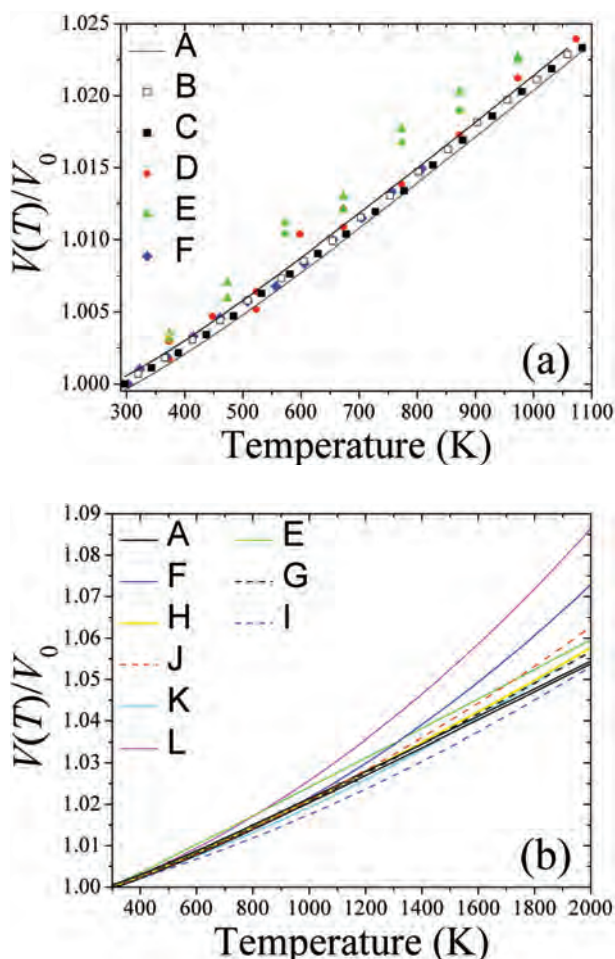 1.025
1.020
1.015
1.010
1.005
1.000
V(T)/V₀
A
B
C
D
E
F
(a)
300 400 500 600 700 800 900 1000 1100
Temperature (K)
1.09
1.08
1.07
1.06
1.05
1.04
1.03
1.02
1.01
1.00
V(T)/V₀
A E
F G
H I
J
K
L
(b)
400 600 800 1000 1200 1400 1600 1800 2000
Temperature (K)